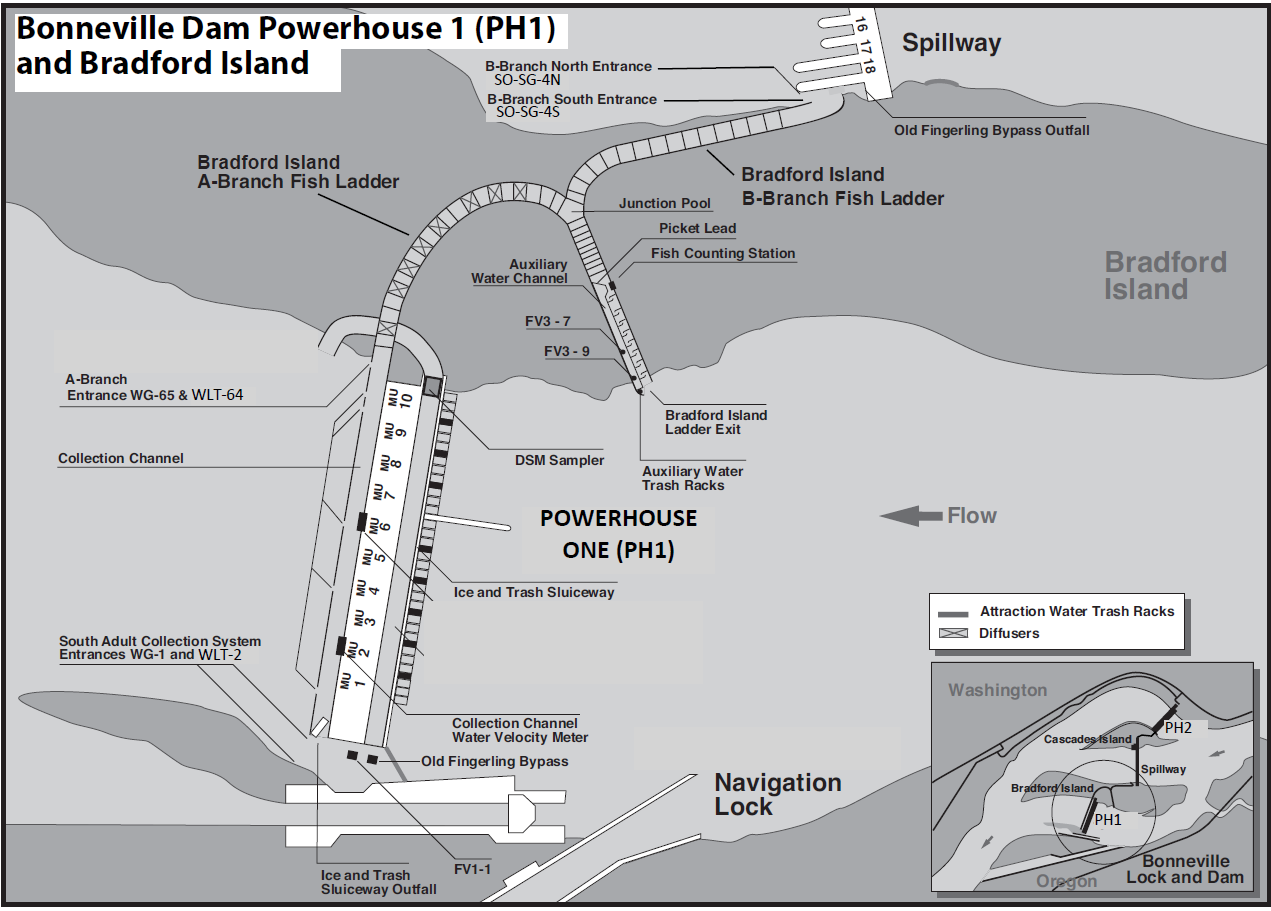 Bonneville Dam Powerhouse 1 (PH1)
and Bradford Island
16
17
18
Spillway
B-Branch North Entrance
SO-SG-4N
B-Branch South Entrance
SO-SG-4S
Old Fingerling Bypass Outfall
Bradford Island
A-Branch Fish Ladder
Bradford Island
B-Branch Fish Ladder
Junction Pool
Picket Lead
Fish Counting Station
Auxiliary
Water Channel
Bradford
Island
FV3 - 7
FV3 - 9
A-Branch
Entrance WG-65 & WLT-64
Bradford Island
Ladder Exit
Collection Channel
DSM Sampler
Auxiliary Water
Trash Racks
MU 10
MU 9
MU 8
MU 7
MU 6
MU 5
MU 4
MU 3
MU 2
MU 1
POWERHOUSE
ONE (PH1)
Flow
Ice and Trash Sluiceway
South Adult Collection System
Entrances WG-1 and WLT-2
Collection Channel
Water Velocity Meter
Old Fingerling Bypass
Navigation
Lock
FV1-1
Ice and Trash
Sluiceway Outfall
Attraction Water Trash Racks
Diffusers
Washington
PH2
Cascades Island
Spillway
Bradford Island
PH1
Bonneville
Lock and Dam
Oregon